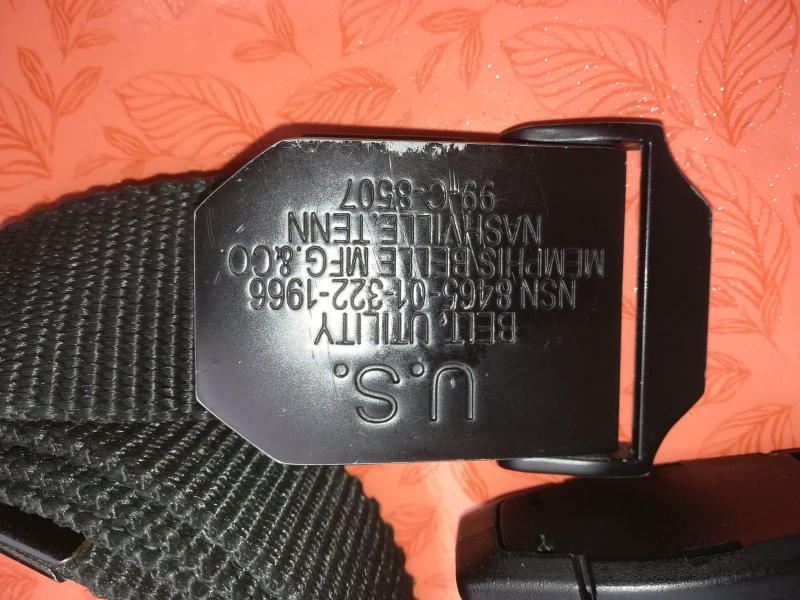 U.S.
BELT, UTILITY
NSN 8465-01-322-1966
MEMPHIS BELLE MFG.&CO
NASHVILLE.TENN
99-C-8507